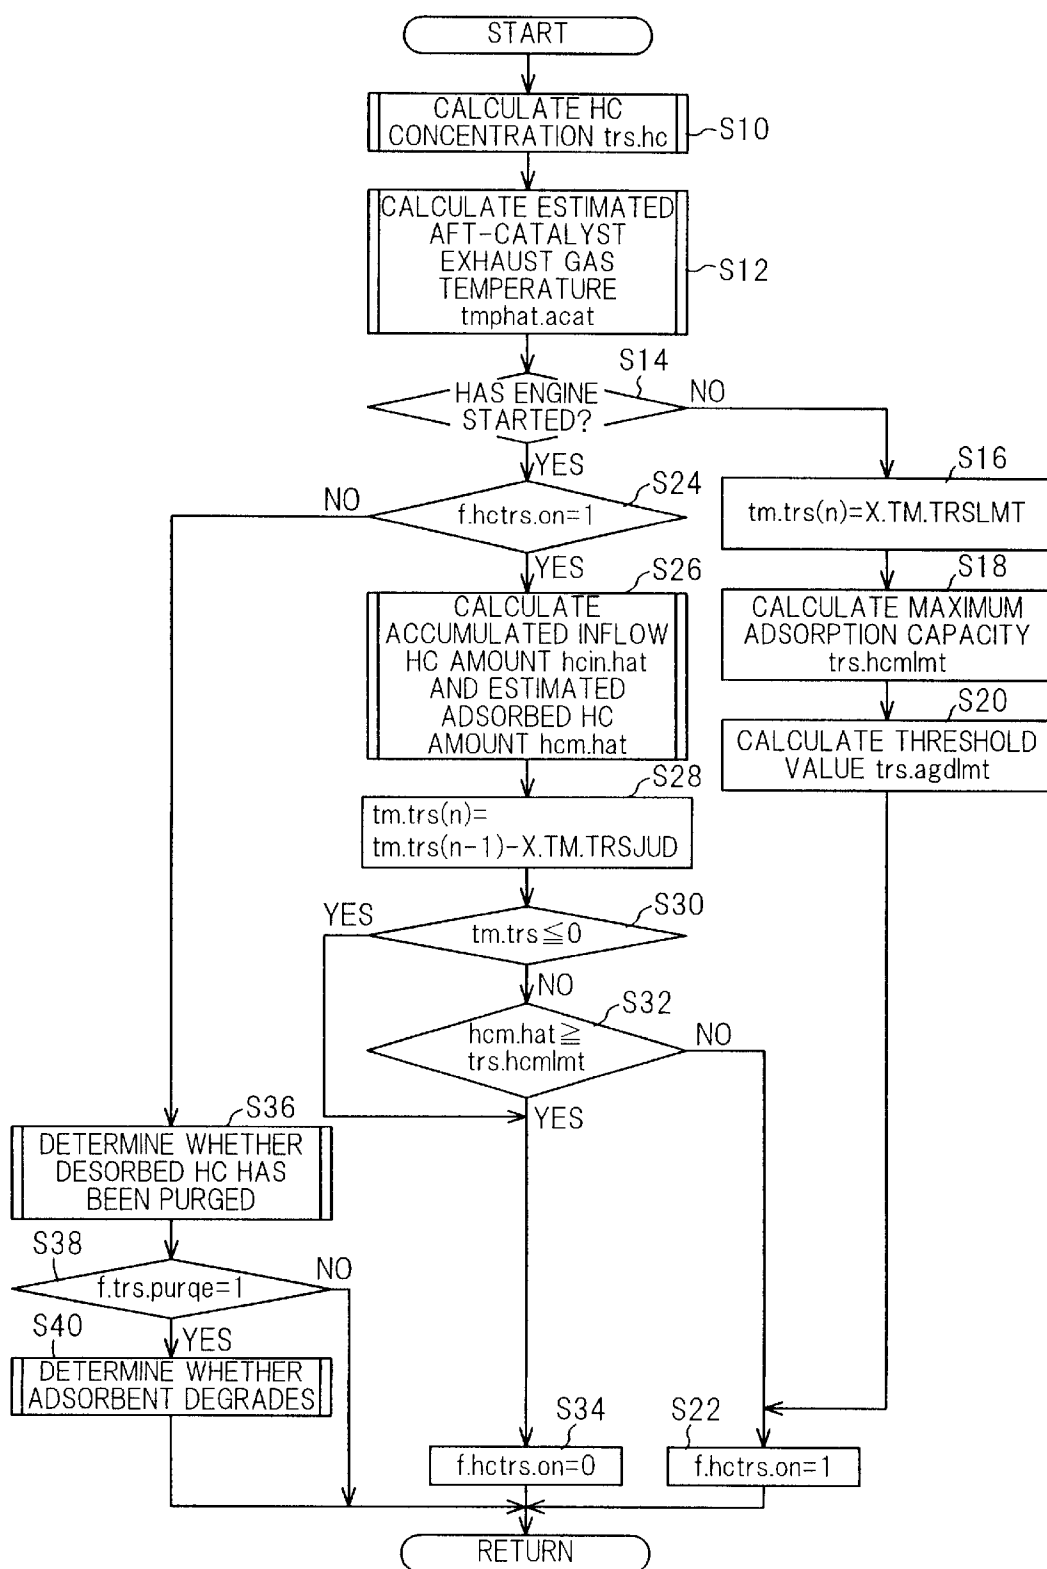 START
CALCULATE HC
CONCENTRATION trs.hc
S10
CALCULATE ESTIMATED
AFT-CATALYST
EXHAUST GAS
TEMPERATURE
tmphat.acat
S12
S14
HAS ENGINE
STARTED?
NO
YES
S16
tm.trs(n)=X.TM.TRSLMT
S24
NO
f.hctrs.on=1
YES
S18
CALCULATE MAXIMUM
ADSORPTION CAPACITY
trs.hcmlmt
S26
CALCULATE
ACCUMULATED INFLOW
HC AMOUNT hcin.hat
AND ESTIMATED
ADSORBED HC
AMOUNT hcm.hat
S20
CALCULATE THRESHOLD
VALUE trs.agdlmt
S28
tm.trs(n)=
tm.trs(n-1)-X.TM.TRSJUD
S30
YES
tm.trs≦0
NO
S32
hcm.hat≧
trs.hcmlmt
NO
YES
S36
DETERMINE WHETHER
DESORBED HC HAS
BEEN PURGED
S38
f.trs.purqe=1
NO
YES
S40
DETERMINE WHETHER
ADSORBENT DEGRADES
S34
f.hctrs.on=0
S22
f.hctrs.on=1
RETURN